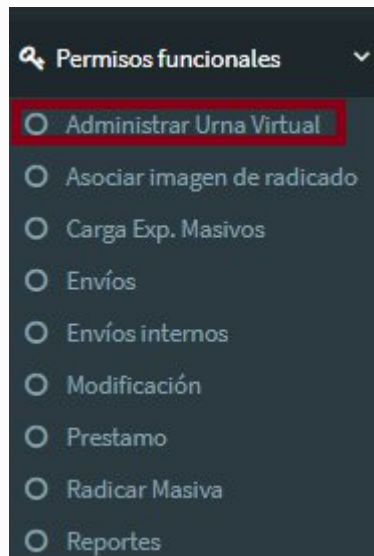 Permisos funcionales
Administrar Urna Virtual
Asociar imagen de radicado
Carga Exp. Masivos
Envíos
Envíos internos
Modificación
Prestamo
Radicar Masiva
Reportes